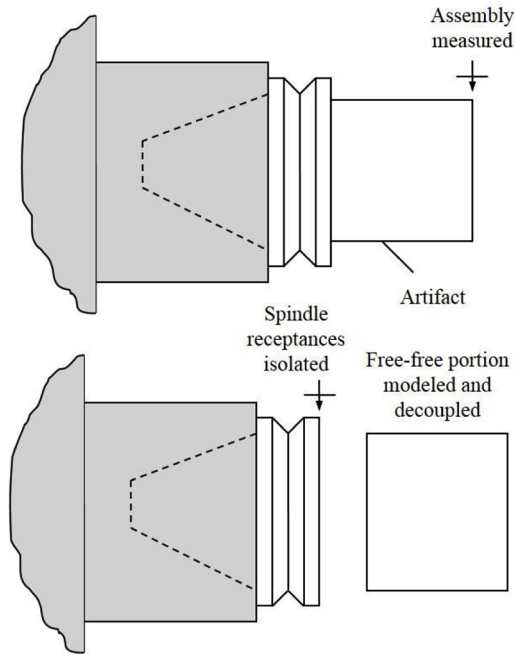 Assembly
measured
Artifact
Spindle
receptances
isolated
Free-free portion
modeled and
decoupled